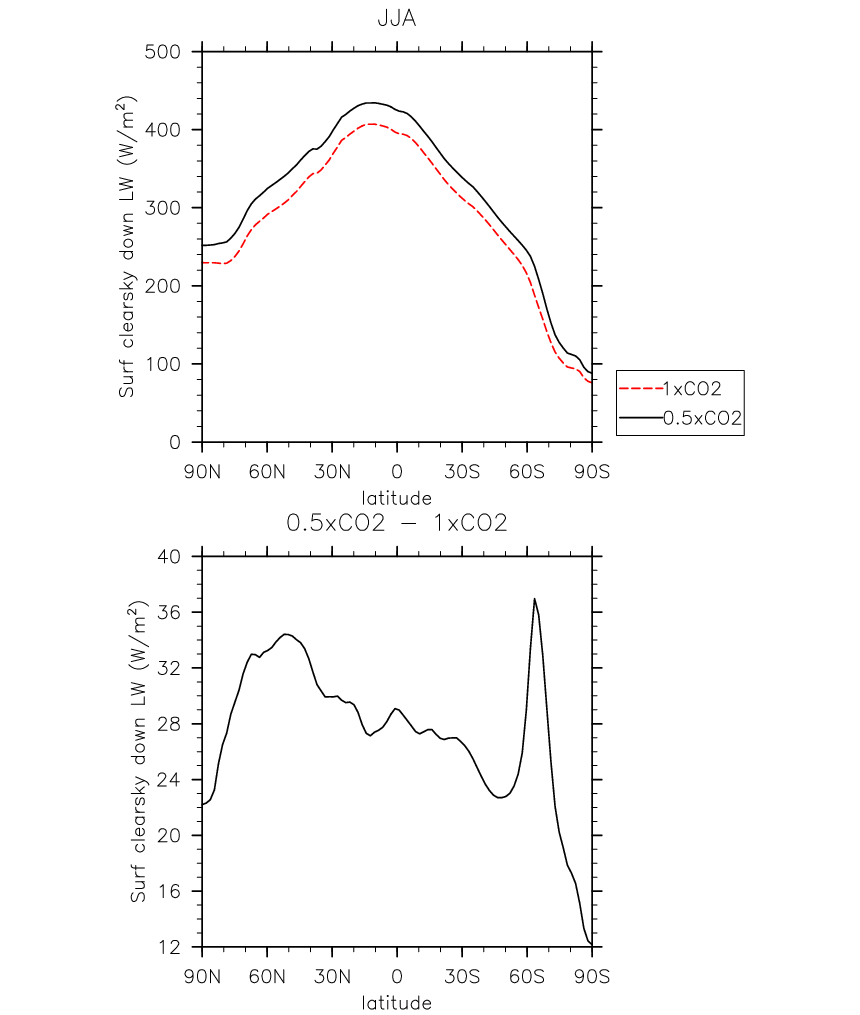 JJA
500
400
300
200
100
0
Surf clearsky down LW (W/m²)
90N 60N 30N 0 30S 60S 90S
latitude
1xCO2
0.5xCO2
0.5xCO2 − 1xCO2
40
36
32
28
24
20
16
12
Surf clearsky down LW (W/m²)
90N 60N 30N 0 30S 60S 90S
latitude